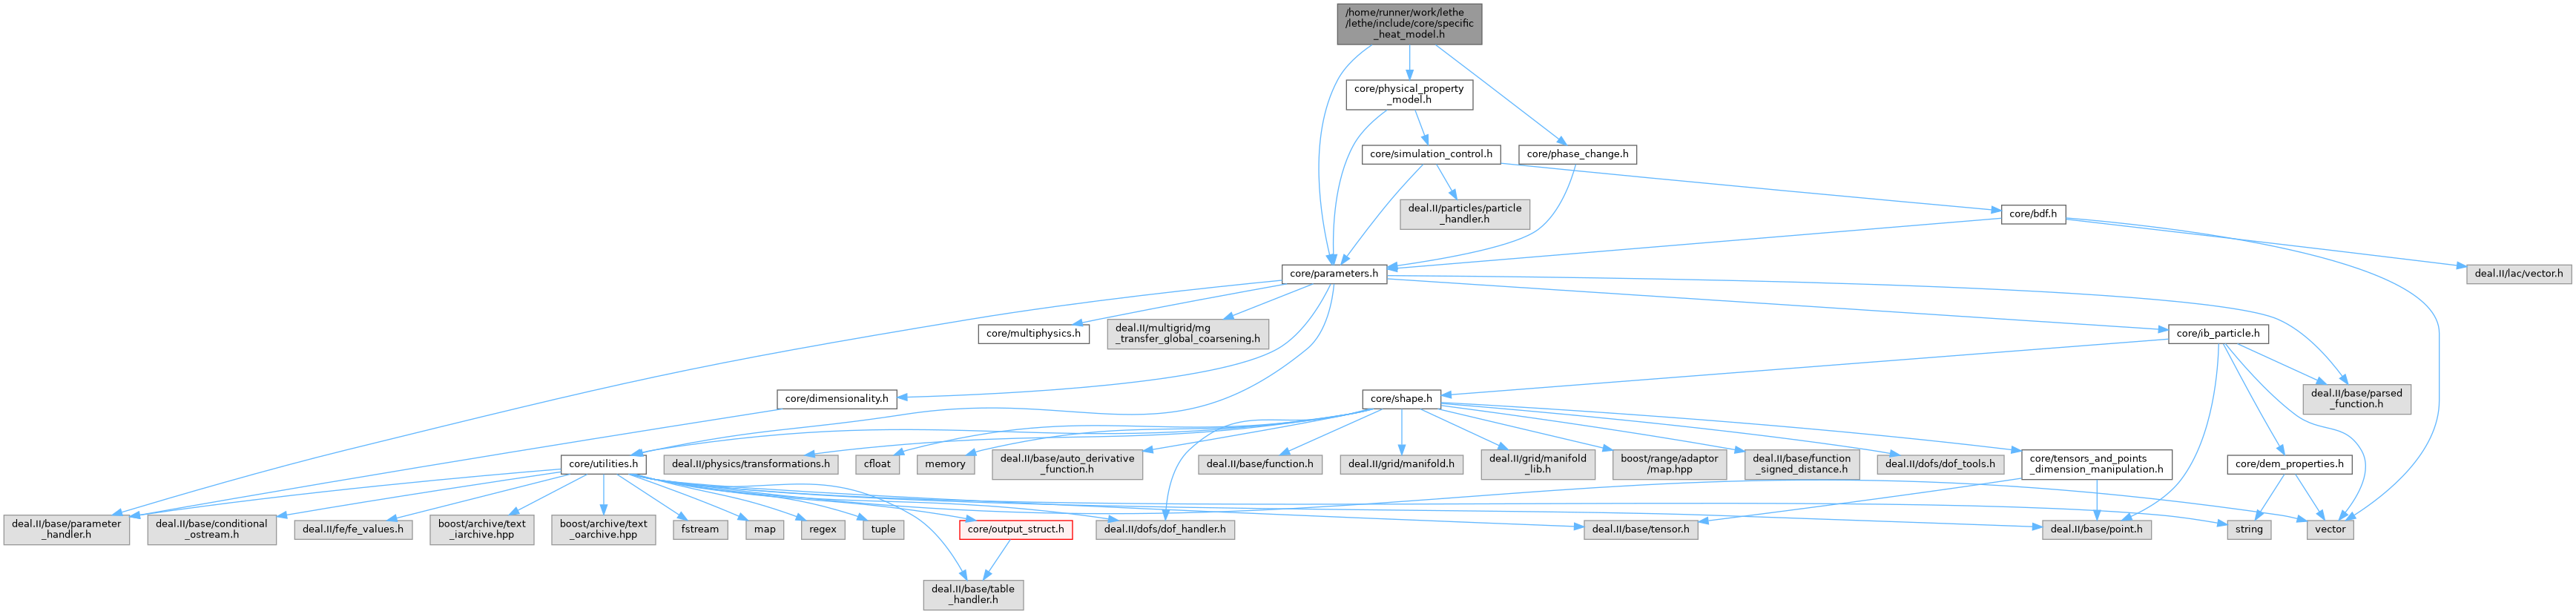 /home/runner/work/lethe
/lethe/include/core/specific
_heat_model.h
core/physical_property
_model.h
core/simulation_control.h
core/phase_change.h
deal.II/particles/particle
_handler.h
core/bdf.h
core/parameters.h
deal.II/lac/vector.h
core/multiphysics.h
deal.II/multigrid/mg
_transfer_global_coarsening.h
core/ib_particle.h
core/dimensionality.h
core/shape.h
deal.II/base/parsed
_function.h
core/utilities.h
deal.II/physics/transformations.h
cfloat
memory
deal.II/base/auto_derivative
_function.h
deal.II/base/function.h
deal.II/grid/manifold.h
deal.II/grid/manifold
_lib.h
boost/range/adaptor
/map.hpp
deal.II/base/function
_signed_distance.h
deal.II/dofs/dof_tools.h
core/tensors_and_points
_dimension_manipulation.h
core/dem_properties.h
deal.II/base/parameter
_handler.h
deal.II/base/conditional
_ostream.h
deal.II/fe/fe_values.h
boost/archive/text
_iarchive.hpp
boost/archive/text
_oarchive.hpp
fstream
map
regex
tuple
core/output_struct.h
deal.II/dofs/dof_handler.h
deal.II/base/tensor.h
deal.II/base/point.h
string
vector
deal.II/base/table
_handler.h